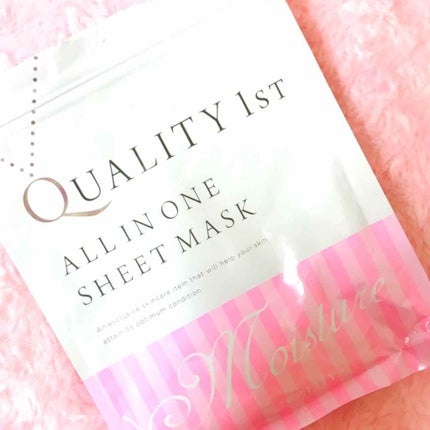 QUALITY 1ST
ALL IN ONE
SHEET MASK
An exclusive skincare item that will help your skin
attain its optimum condition
Moisture